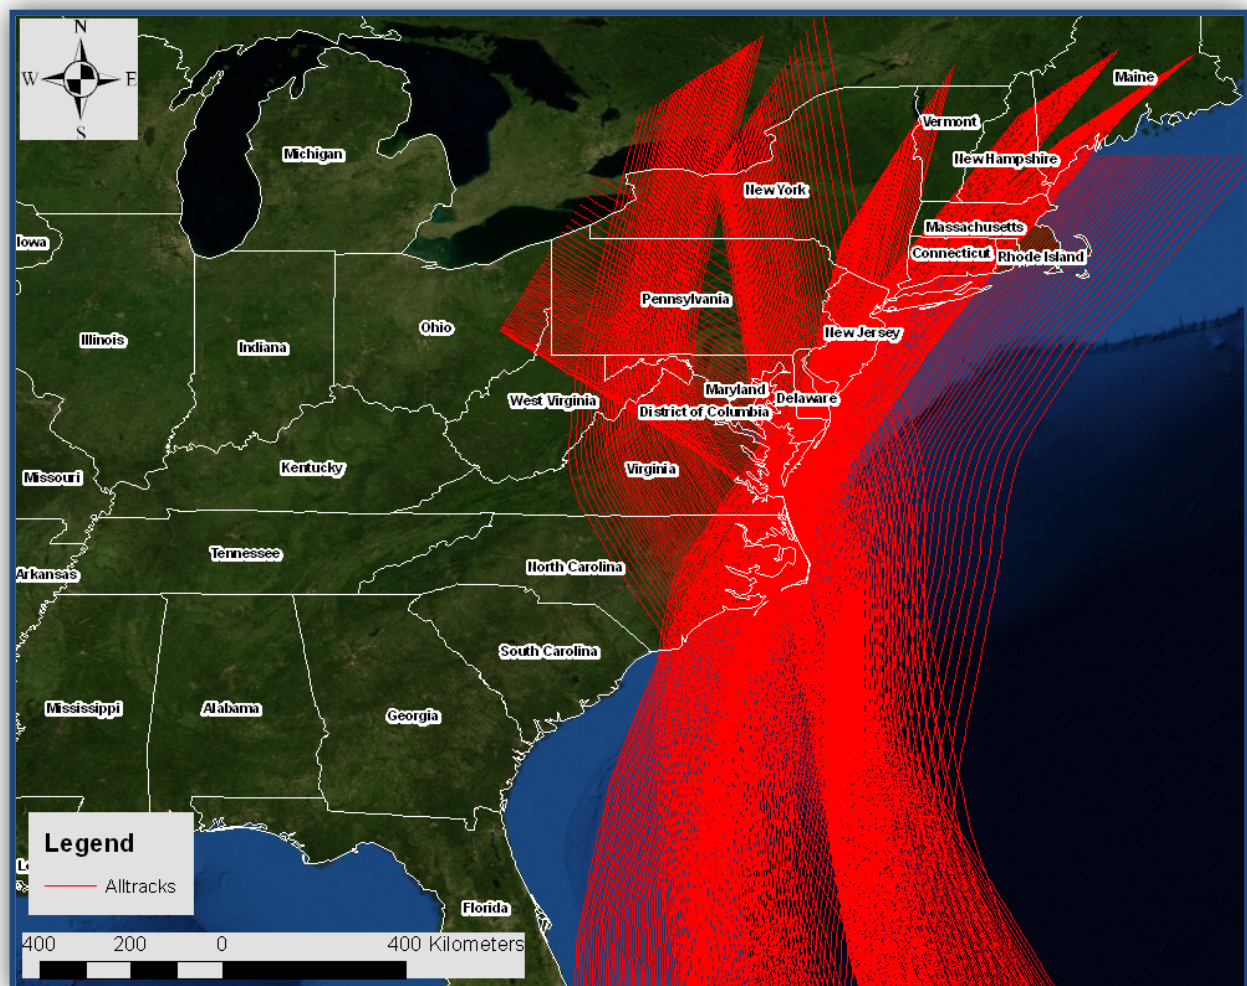 N
W E
S
Maine
Vermont
Michigan
New Hampshire
New York
Massachusetts
Iowa
Connecticut
Rhode Island
Pennsylvania
Ohio
New Jersey
Illinois
Indiana
Maryland
West Virginia
Delaware
District of Columbia
Kentucky
Virginia
Missouri
Tennessee
North Carolina
Arkansas
South Carolina
Mississippi
Alabama
Georgia
Legend
Lo
Alltracks
Florida
400 200 0 400 Kilometers